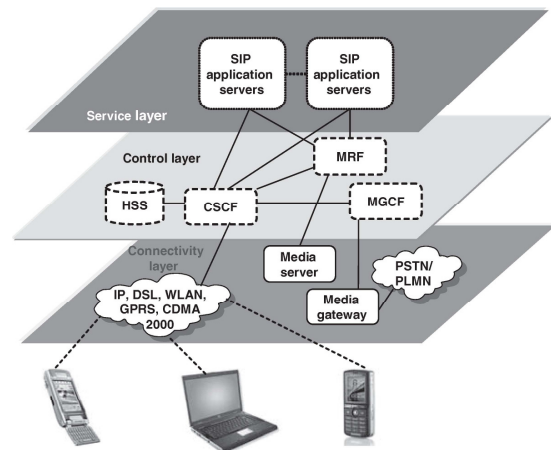 SIP
application
servers
SIP
application
servers
Service layer
Control layer
MRF
HSS
CSCF
MGCF
Connectivity
layer
Media
server
PSTN/
PLMN
IP, DSL, WLAN,
GPRS, CDMA
2000
Media
gateway